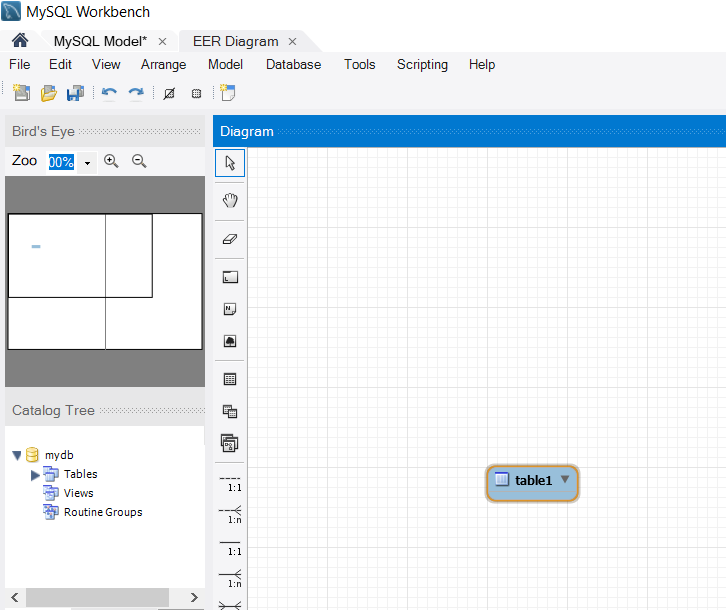 MySQL Workbench
MySQL Model* EER Diagram
File Edit View Arrange Model Database Tools Scripting Help
Bird's Eye
Diagram
Zoo 00%
L
N
Catalog Tree
mydb
Tables
table1
Views
Routine Groups
1:1
1:n
1:1
1:n